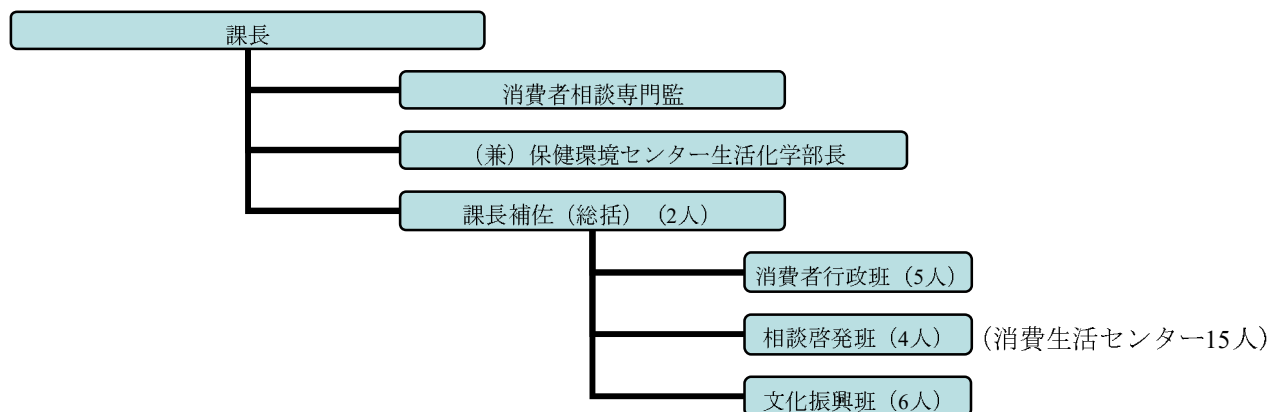 課長
消費者相談専門監
（兼）保健環境センター生活化学部長
課長補佐（総括）（2人）
消費者行政班（5人）
相談啓発班（4人）（消費生活センター15人）
文化振興班（6人）